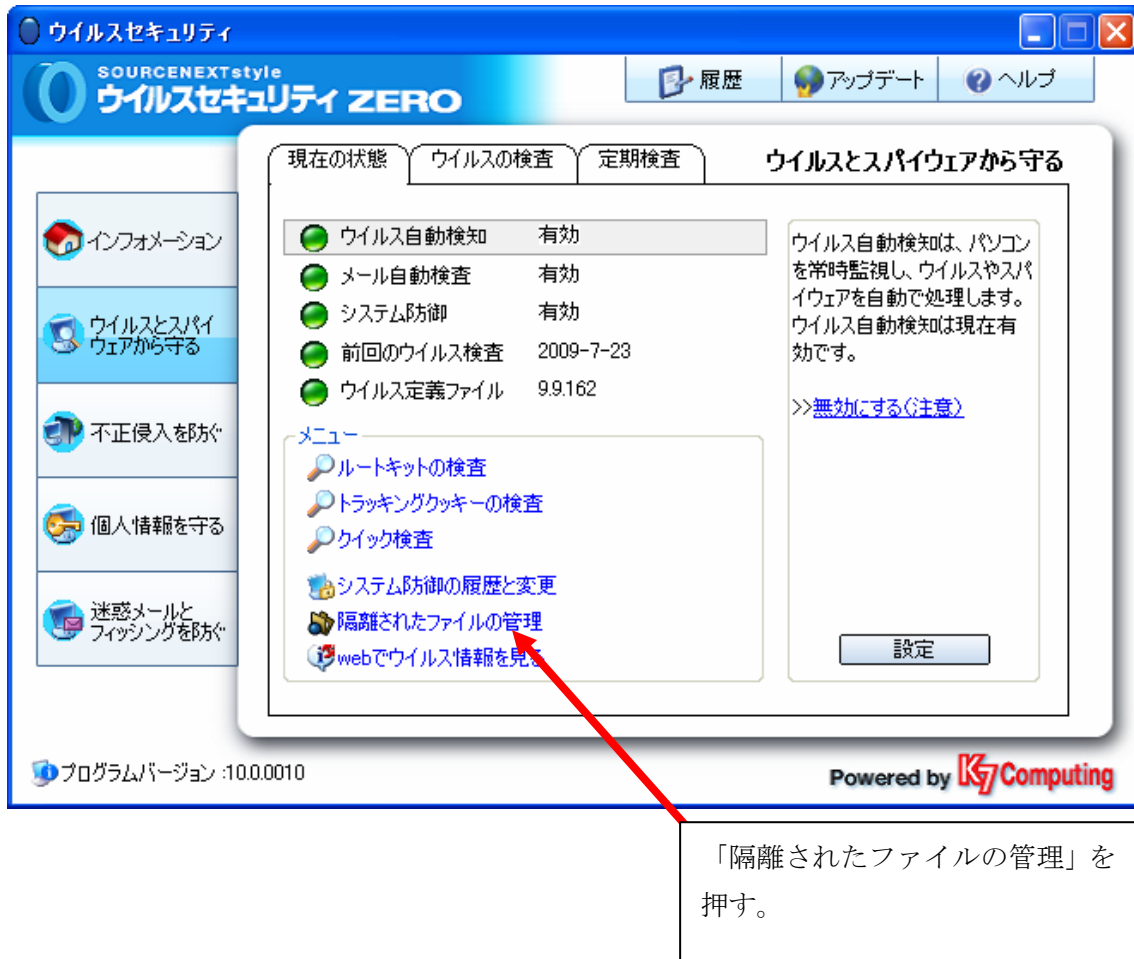 ウイルスセキュリティ
SOURCENEXTstyle
ウイルスセキュリティ ZERO
履歴
アップデート
ヘルプ
現在の状態
ウイルスの検査
定期検査
ウイルスとスパイウェアから守る
インフォメーション
ウイルスとスパイ
ウェアから守る
不正侵入を防ぐ
個人情報を守る
迷惑メールと
フィッシングを防ぐ
ウイルス自動検知 有効
メール自動検査 有効
システム防御 有効
前回のウイルス検査 2009-7-23
ウイルス定義ファイル 9.9.162
メニュー
ルートキットの検査
トラッキングクッキーの検査
クイック検査
システム防御の履歴と変更
隔離されたファイルの管理
webでウイルス情報を見る
ウイルス自動検知は、パソコン
を常時監視し、ウイルスやスパ
イウェアを自動で処理します。
ウイルス自動検知は現在有
効です。
>>無効にする(注意)
設定
プログラムバージョン :10.0.0010
Powered by K7 Computing
「隔離されたファイルの管理」を
押す。